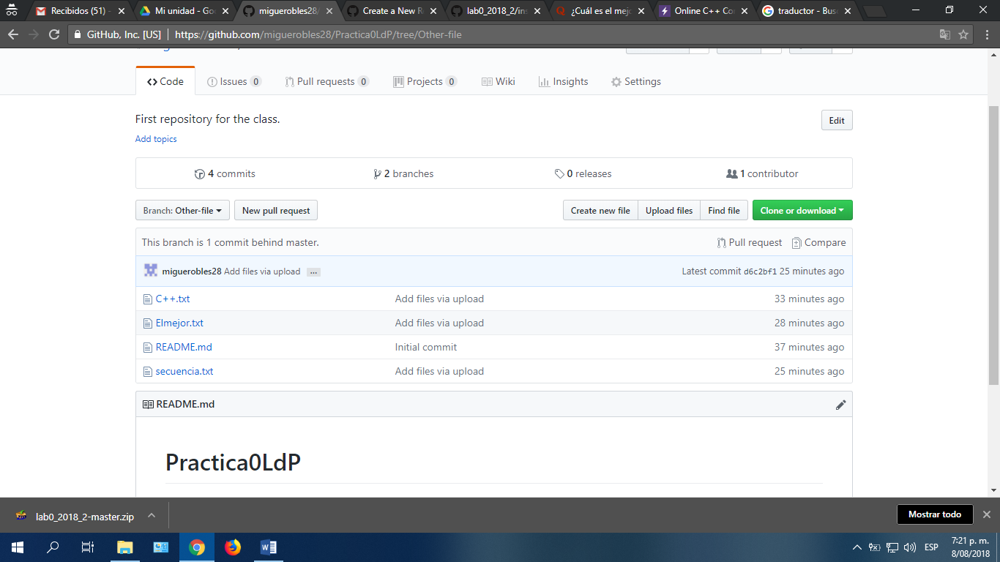 Recibidos (51) -
Mi unidad - Goo
miguerobles28/
Create a New Re
lab0_2018_2/ins
¿Cuál es el mejo
Online C++ Co
traductor - Bus
GitHub, Inc. [US]
https://github.com/miguerobles28/Practica0LdP/tree/Other-file
Code
Issues 0
Pull requests 0
Projects 0
Wiki
Insights
Settings
First repository for the class.
Edit
Add topics
4 commits
2 branches
0 releases
1 contributor
Branch: Other-file
New pull request
Create new file
Upload files
Find file
Clone or download
This branch is 1 commit behind master.
Pull request
Compare
miguerobles28 Add files via upload ...
Latest commit d6c2bf1 25 minutes ago
C++.txt Add files via upload 33 minutes ago
Elmejor.txt Add files via upload 28 minutes ago
README.md Initial commit 37 minutes ago
secuencia.txt Add files via upload 25 minutes ago
README.md
Practica0LdP
lab0_2018_2-master.zip
Mostrar todo
ESP
7:21 p. m.
8/08/2018